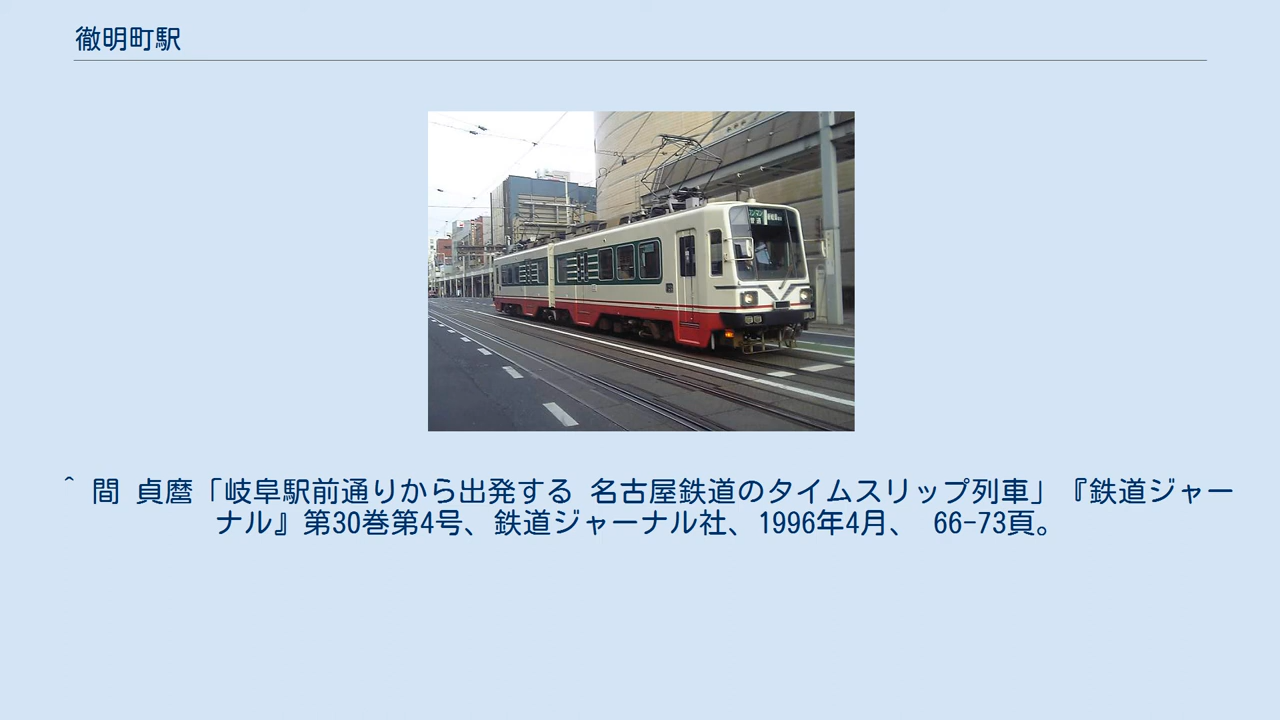 徹明町駅
^ 間 貞麿「岐阜駅前通りから出発する 名古屋鉄道のタイムスリップ列車」『鉄道ジャー
ナル』第30巻第4号、鉄道ジャーナル社、1996年4月、 66-73頁。